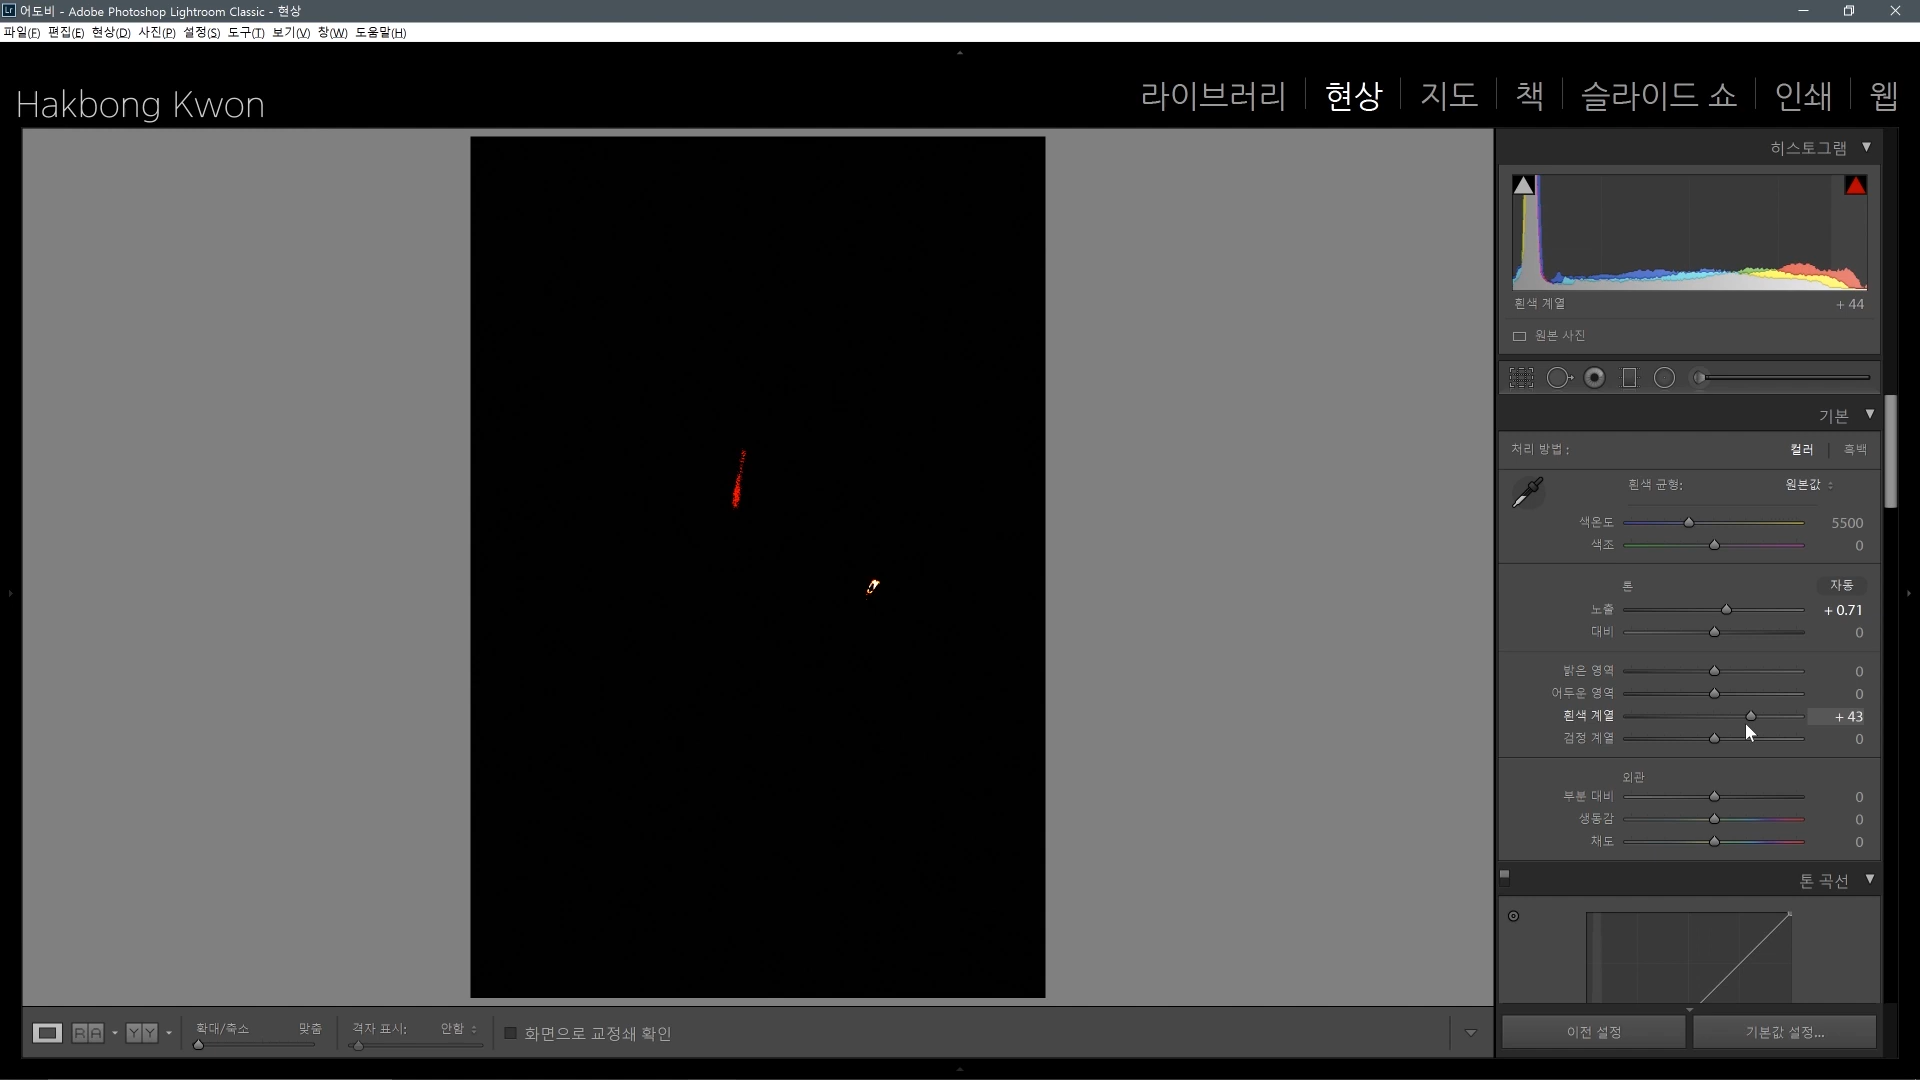 Lr 어도비 - Adobe Photoshop Lightroom Classic - 현상
파일(F) 편집(E) 현상(D) 사진(P) 설정(S) 도구(T) 보기(V) 창(W) 도움말(H)
Hakbong Kwon
라이브러리 현상 지도 책 슬라이드 쇼 인쇄 웹
히스토그램
흰색 계열 + 44
원본 사진
기본
처리 방법 : 컬러 흑백
흰색 균형: 원본값
색온도 5500
색조 0
톤 자동
노출 + 0.71
대비 0
밝은 영역 0
어두운 영역 0
흰색 계열 + 43
검정 계열 0
외관
부분 대비 0
생동감 0
채도 0
톤 곡선
R A Y Y 확대/축소 맞춤 격자 표시: 안함 화면으로 교정쇄 확인
이전 설정 기본값 설정...